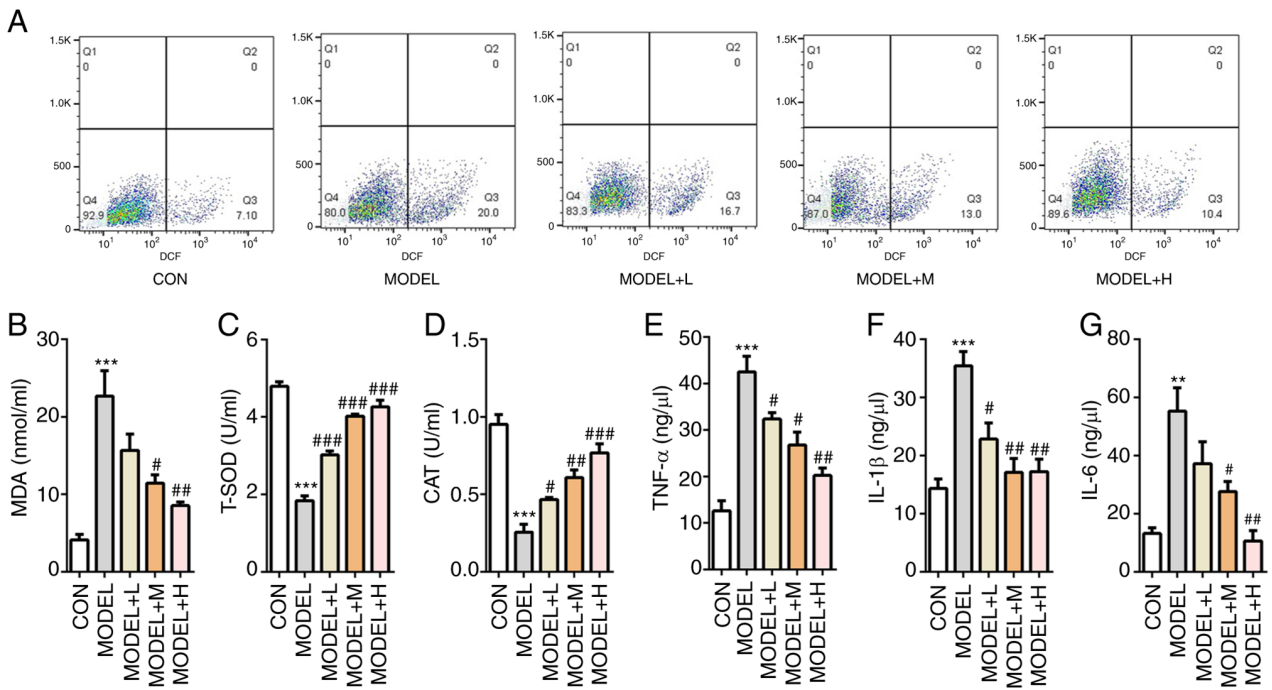 A
1.5K
1.0K
500
0
Q1
0
Q2
0
Q4
92.9
Q3
7.10
10¹
10²
10³
10⁴
DCF
CON
1.5K
1.0K
500
0
Q1
0
Q2
0
Q4
80.0
Q3
20.0
10¹
10²
10³
10⁴
DCF
MODEL
1.5K
1.0K
500
0
Q1
0
Q2
0
Q4
83.3
Q3
16.7
10¹
10²
10³
10⁴
DCF
MODEL+L
1.5K
1.0K
500
0
Q1
0
Q2
0
Q4
87.0
Q3
13.0
10¹
10²
10³
10⁴
DCF
MODEL+M
1.5K
1.0K
500
0
Q1
0
Q2
0
Q4
89.6
Q3
10.4
10¹
10²
10³
10⁴
DCF
MODEL+H
B
MDA (nmol/ml)
30
20
10
0
***
#
##
CON
MODEL
MODEL+L
MODEL+M
MODEL+H
C
T-SOD (U/ml)
6
4
2
0
***
###
###
###
CON
MODEL
MODEL+L
MODEL+M
MODEL+H
D
CAT (U/ml)
1.5
1.0
0.5
0.0
***
#
##
###
CON
MODEL
MODEL+L
MODEL+M
MODEL+H
E
TNF-α (ng/μl)
50
40
30
20
10
0
***
#
#
##
CON
MODEL
MODEL+L
MODEL+M
MODEL+H
F
IL-1β (ng/μl)
40
30
20
10
0
***
#
##
##
CON
MODEL
MODEL+L
MODEL+M
MODEL+H
G
IL-6 (ng/μl)
80
60
40
20
0
**
#
##
CON
MODEL
MODEL+L
MODEL+M
MODEL+H